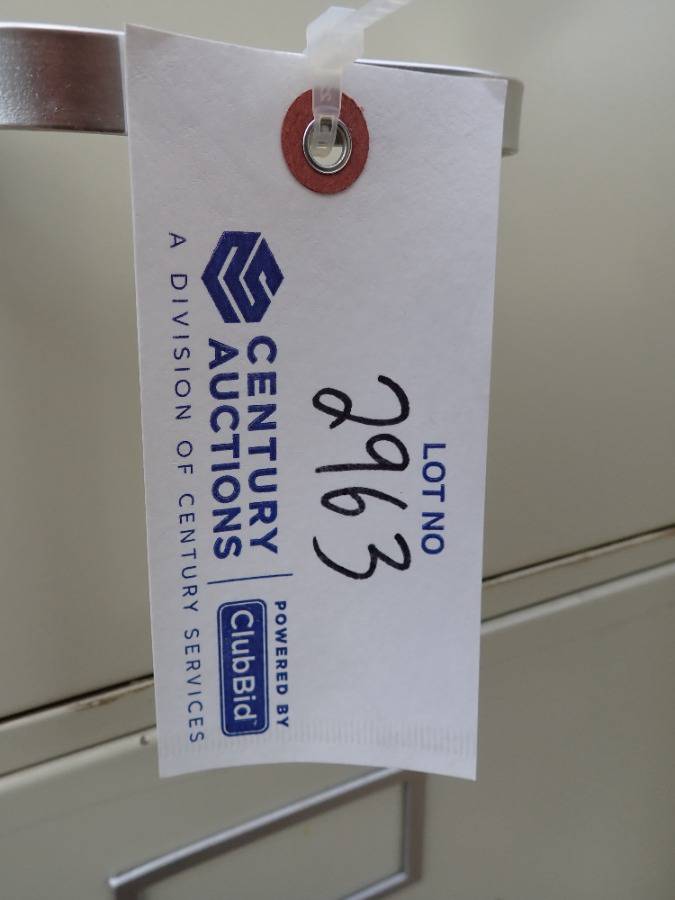 LOT NO
2963
CENTURY
AUCTIONS
POWERED BY
ClubBid
A DIVISION OF CENTURY SERVICES